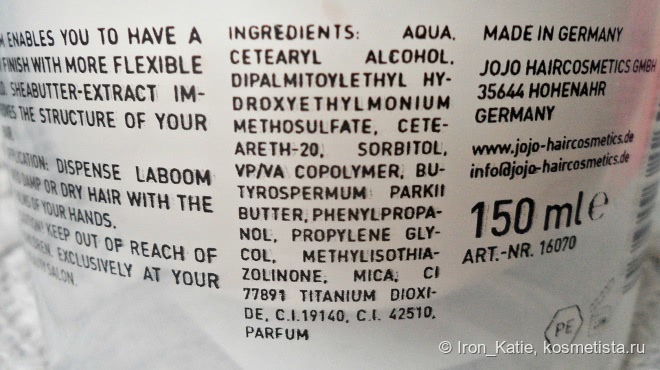 ENABLES YOU TO HAVE A
FINISH WITH MORE FLEXIBLE
SHEABUTTER-EXTRACT IM-
THE STRUCTURE OF YOUR
DISPENSE LABOOM
DAMP OR DRY HAIR WITH THE
OF YOUR HANDS.
KEEP OUT OF REACH OF
EXCLUSIVELY AT YOUR
SALON.
INGREDIENTS: AQUA,
CETEARYL ALCOHOL,
DIPALMITOYLETHYL HY-
DROXYETHYLMONIUM
METHOSULFATE, CETE-
ARETH-20, SORBITOL,
VP/VA COPOLYMER, BU-
TYROSPERMUM PARKII
BUTTER, PHENYLPROPA-
NOL, PROPYLENE GLY-
COL, METHYLISOTHIA-
ZOLINONE, MICA, CI
77891 TITANIUM DIOXI-
DE, C.I.19140, C.I. 42510,
PARFUM
MADE IN GERMANY
JOJO HAIRCOSMETICS GMBH
35644 HOHENAHR
GERMANY
www.jojo-haircosmetics.de
info@jojo-haircosmetics.de
150 ml e
ART.-NR. 16070
PE
© Iron_Katie, kosmetista.ru